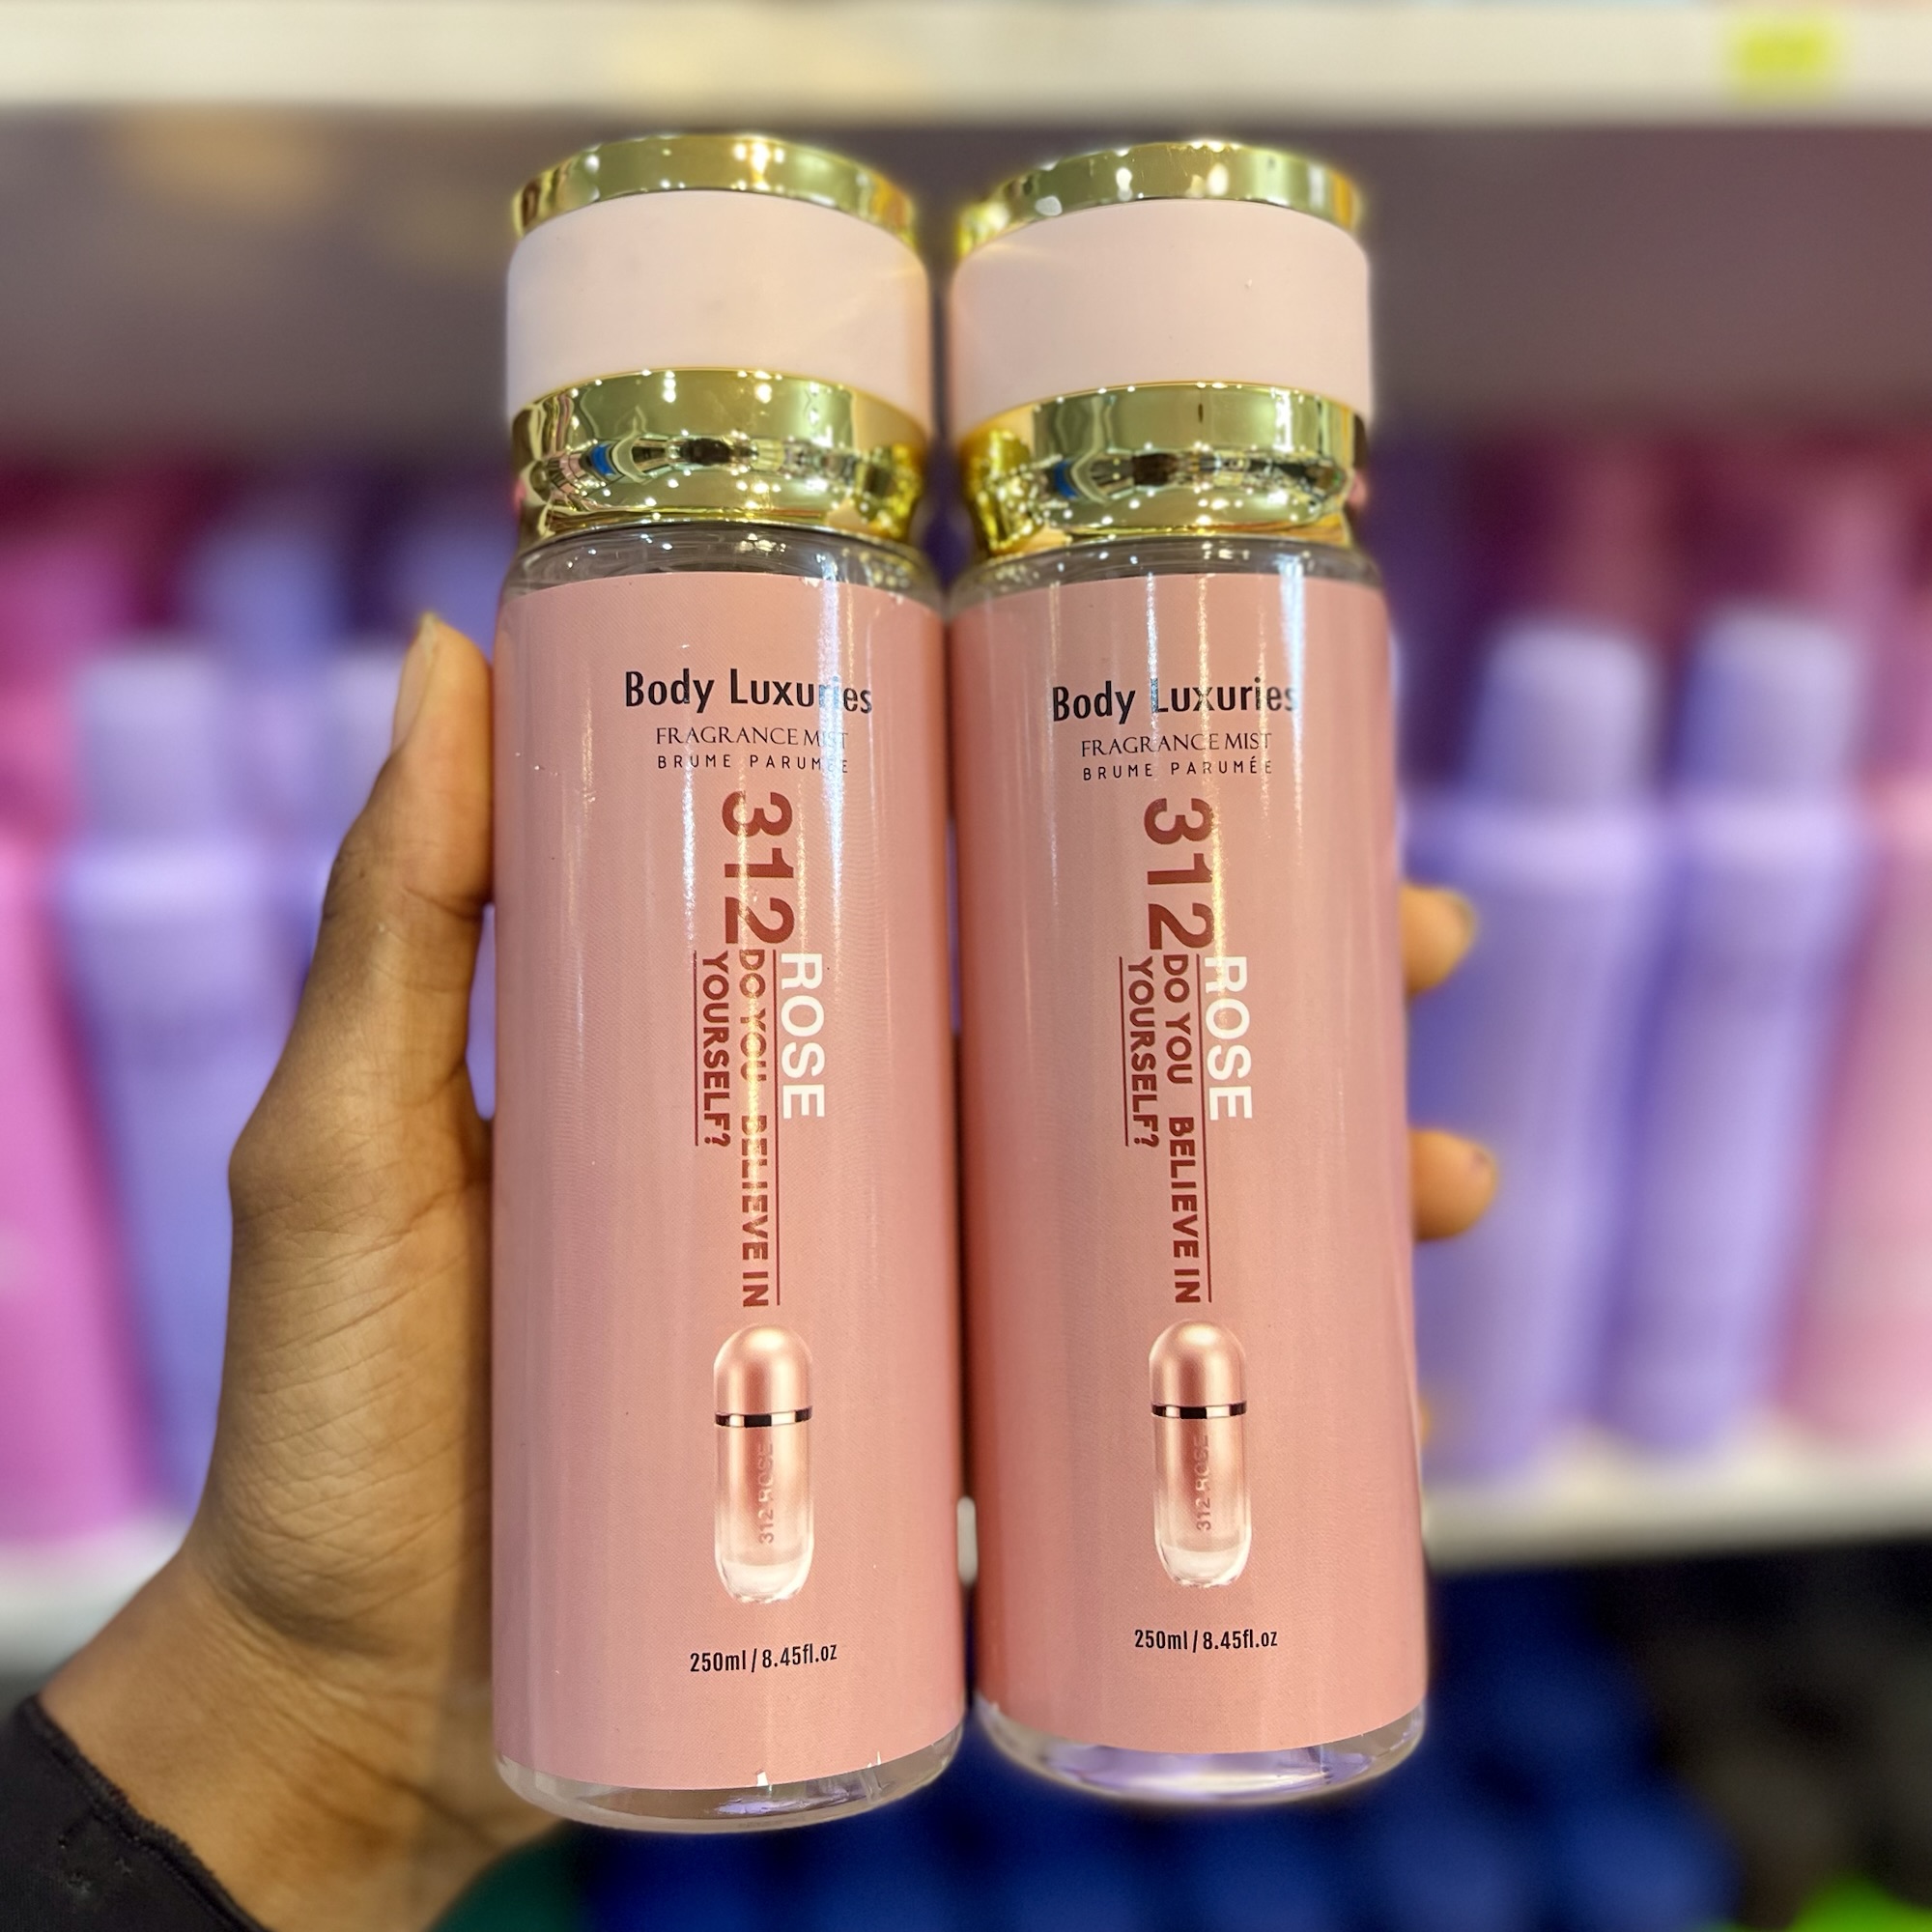 Body Luxuries
FRAGRANCE MIST
BRUME PARUMÉE
312
ROSE
DO YOU BELIEVE IN
YOURSELF?
312 ROSE
250ml / 8.45fl.oz
Body Luxuries
FRAGRANCE MIST
BRUME PARUMÉE
312
ROSE
DO YOU BELIEVE IN
YOURSELF?
312 ROSE
250ml / 8.45fl.oz